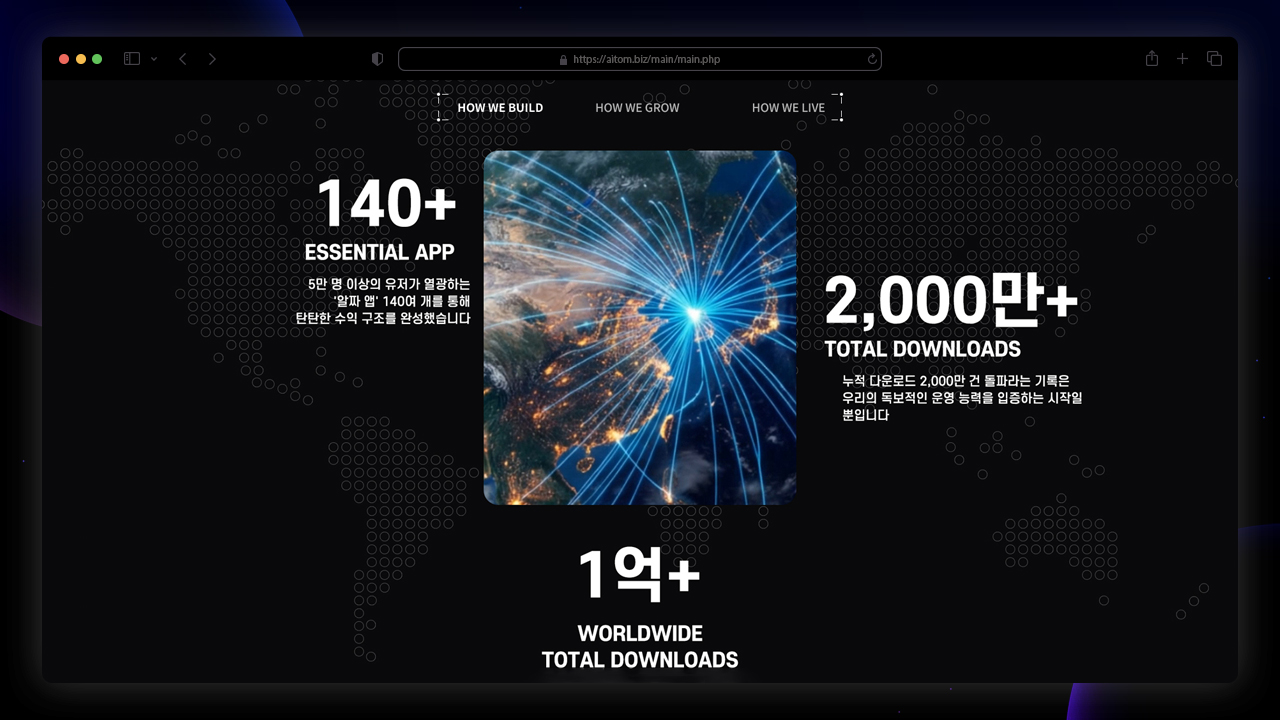 https://aitom.biz/main/main.php
HOW WE BUILD
HOW WE GROW
HOW WE LIVE
140+
ESSENTIAL APP
5만 명 이상의 유저가 열광하는
'알짜 앱' 140여 개를 통해
탄탄한 수익 구조를 완성했습니다
2,000만+
TOTAL DOWNLOADS
누적 다운로드 2,000만 건 돌파라는 기록은
우리의 독보적인 운영 능력을 입증하는 시작일
뿐입니다
1억+
WORLDWIDE
TOTAL DOWNLOADS